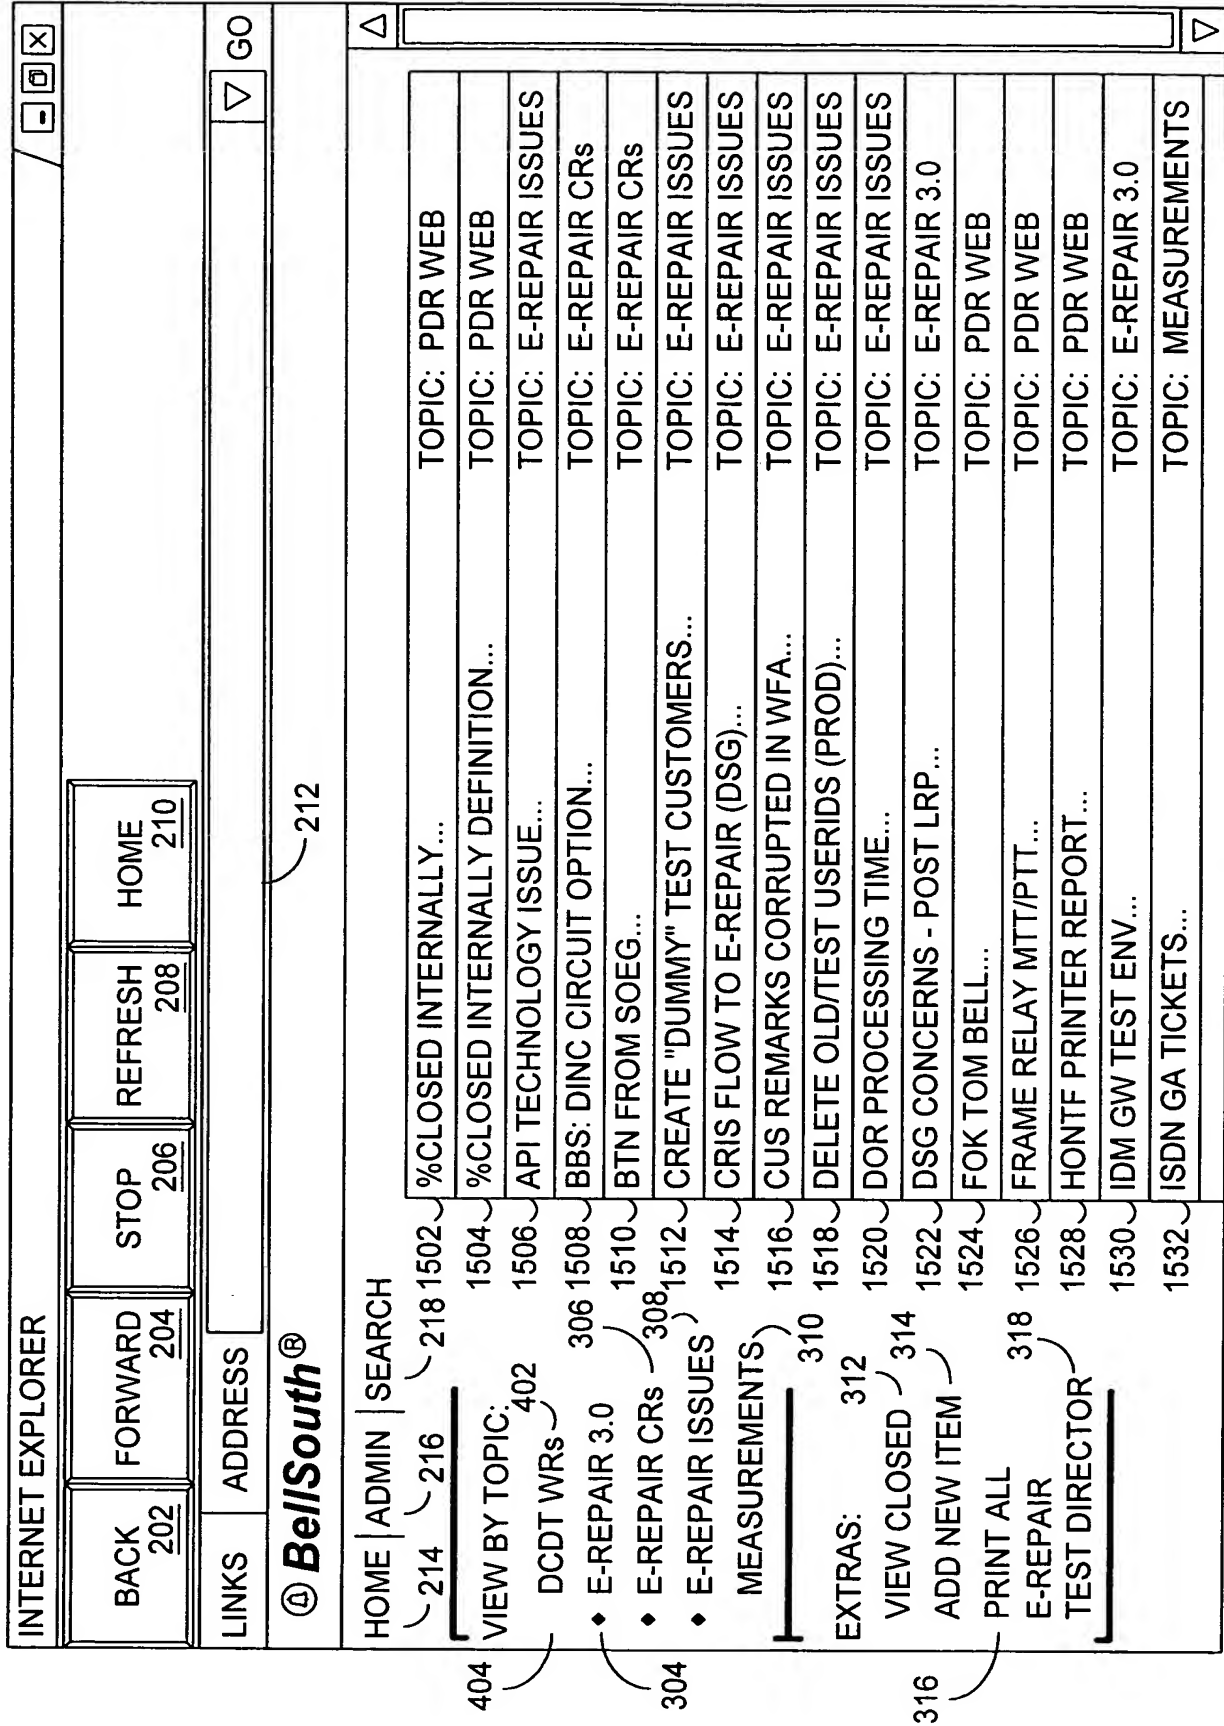 INTERNET EXPLORER
BACK 202 FORWARD 204 STOP 206 REFRESH 208 HOME 210
LINKS ADDRESS GO
212
BellSouth®
HOME | ADMIN | SEARCH
214 216 218
404
VIEW BY TOPIC:
DCDT WRs 402
304
♦ E-REPAIR 3.0
♦ E-REPAIR CRs 306
♦ E-REPAIR ISSUES 308
MEASUREMENTS 310
EXTRAS:
VIEW CLOSED 312
ADD NEW ITEM 314
316
PRINT ALL
E-REPAIR
TEST DIRECTOR 318
1502 %CLOSED INTERNALLY... TOPIC: PDR WEB
1504 %CLOSED INTERNALLY DEFINITION... TOPIC: PDR WEB
1506 API TECHNOLOGY ISSUE... TOPIC: E-REPAIR ISSUES
1508 BBS: DINC CIRCUIT OPTION... TOPIC: E-REPAIR CRs
1510 BTN FROM SOEG... TOPIC: E-REPAIR CRs
1512 CREATE "DUMMY" TEST CUSTOMERS... TOPIC: E-REPAIR ISSUES
1514 CRIS FLOW TO E-REPAIR (DSG)... TOPIC: E-REPAIR ISSUES
1516 CUS REMARKS CORRUPTED IN WFA... TOPIC: E-REPAIR ISSUES
1518 DELETE OLD/TEST USERIDS (PROD)... TOPIC: E-REPAIR ISSUES
1520 DOR PROCESSING TIME... TOPIC: E-REPAIR ISSUES
1522 DSG CONCERNS - POST LRP... TOPIC: E-REPAIR 3.0
1524 FOK TOM BELL... TOPIC: PDR WEB
1526 FRAME RELAY MTT/PTT... TOPIC: PDR WEB
1528 HONTF PRINTER REPORT... TOPIC: PDR WEB
1530 IDM GW TEST ENV... TOPIC: E-REPAIR 3.0
1532 ISDN GA TICKETS... TOPIC: MEASUREMENTS